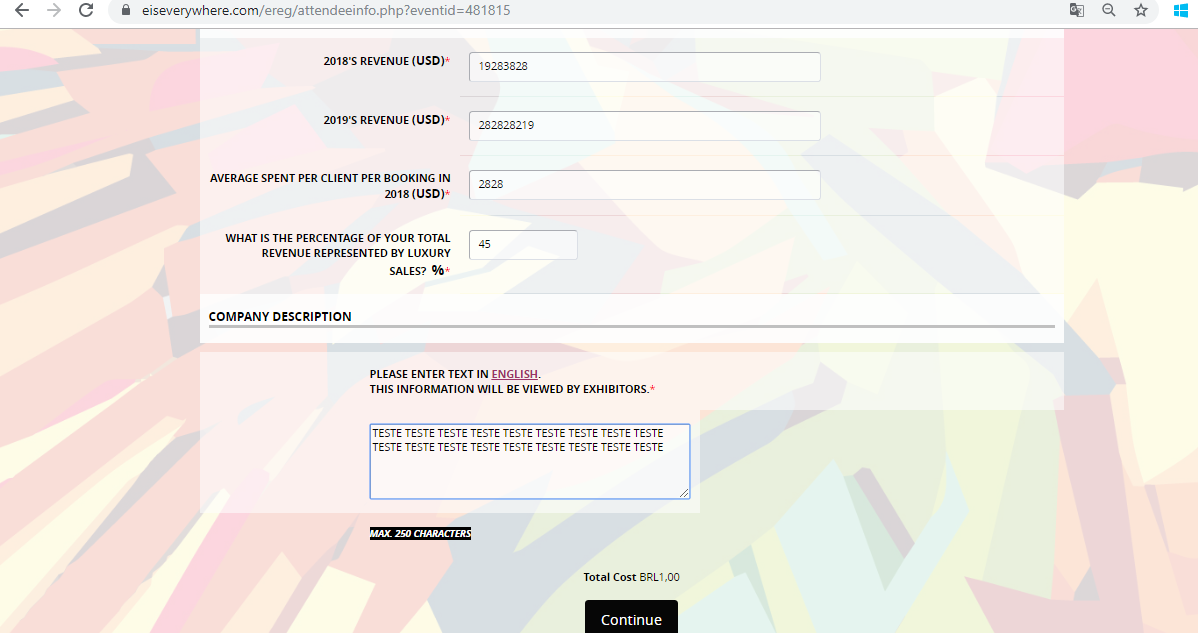 eiseverywhere.com/ereg/attendeeinfo.php?eventid=481815
2018'S REVENUE (USD)*
19283828
2019'S REVENUE (USD)*
282828219
AVERAGE SPENT PER CLIENT PER BOOKING IN
2018 (USD)*
2828
WHAT IS THE PERCENTAGE OF YOUR TOTAL
REVENUE REPRESENTED BY LUXURY
SALES? %*
45
COMPANY DESCRIPTION
PLEASE ENTER TEXT IN ENGLISH.
THIS INFORMATION WILL BE VIEWED BY EXHIBITORS.*
TESTE TESTE TESTE TESTE TESTE TESTE TESTE TESTE TESTE
TESTE TESTE TESTE TESTE TESTE TESTE TESTE TESTE TESTE
MAX. 250 CHARACTERS
Total Cost BRL1,00
Continue